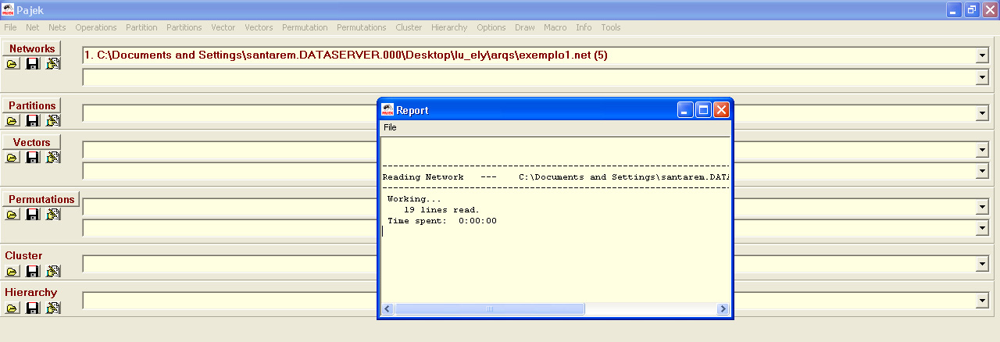 Pajek
File Net Nets Operations Partition Partitions Vector Vectors Permutation Permutations Cluster Hierarchy Options Draw Macro Info Tools
Networks
1. C:\Documents and Settings\santarem.DATASERVER.000\Desktop\lu_ely\arqs\exemplo1.net (5)
Partitions
Vectors
Permutations
Cluster
Hierarchy
Report
File
--------------------------------------------------------------
Reading Network --- C:\Documents and Settings\santarem.DATA
--------------------------------------------------------------
Working...
19 lines read.
Time spent: 0:00:00